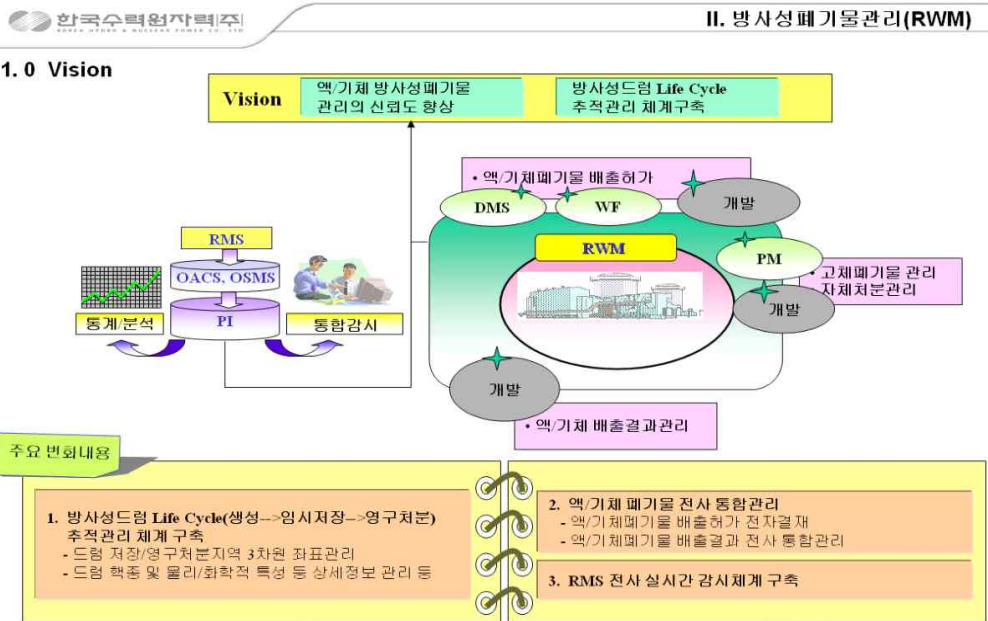 한국수력원자력(주)
KOREA HYDRO & NUCLEAR POWER CO., LTD
II. 방사성폐기물관리(RWM)
1. 0 Vision
Vision
액/기체 방사성폐기물
관리의 신뢰도 향상
방사성드럼 Life Cycle
추적관리 체계구축
• 액/기체폐기물 배출허가
DMS
WF
개발
RWM
PM
• 고체폐기물 관리
자체처분관리
개발
개발
• 액/기체 배출결과관리
RMS
OACS, OSMS
PI
통계/분석
통합감시
주요 변화내용
1. 방사성드럼 Life Cycle(생성-->임시저장-->영구처분)
추적관리 체계 구축
- 드럼 저장/영구처분지역 3차원 좌표관리
- 드럼 핵종 및 물리/화학적 특성 등 상세정보 관리 등
2. 액/기체 폐기물 전사 통합관리
- 액/기체폐기물 배출허가 전자결재
- 액/기체폐기물 배출결과 전사 통합관리
3. RMS 전사 실시간 감시체계 구축